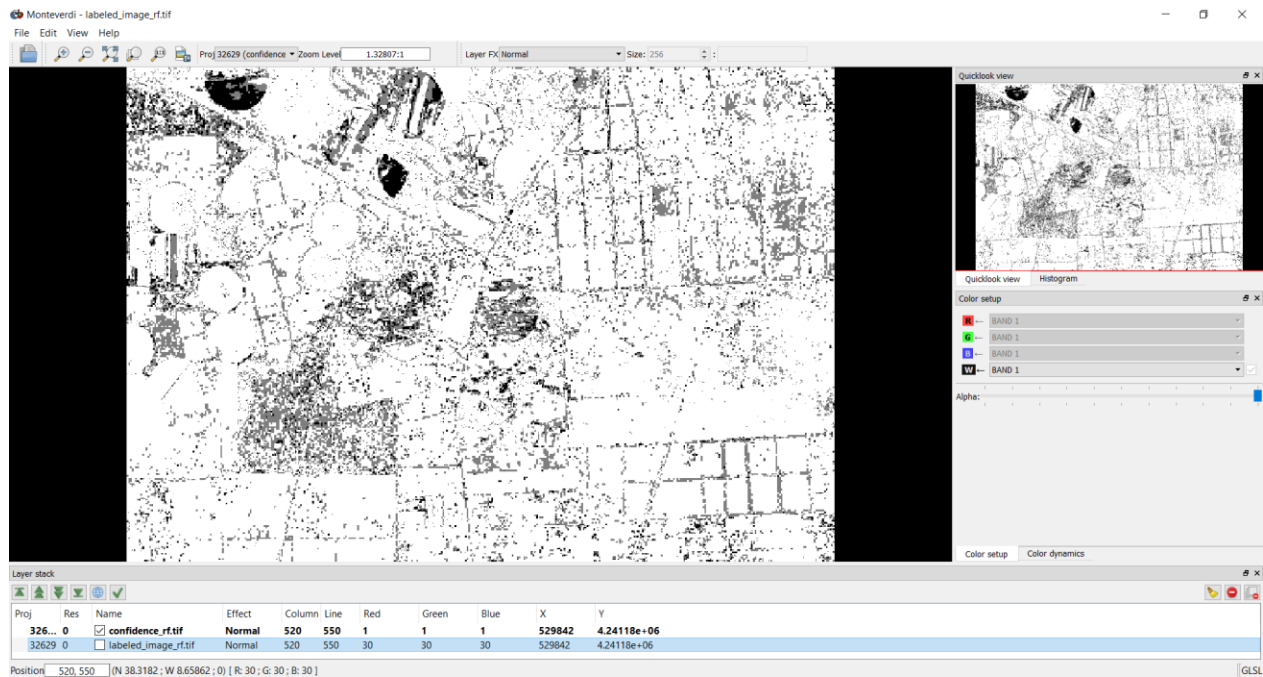 Monteverdi - labeled_image_rf.tif
File Edit View Help
Proj 32629 (confidence Zoom Level 1.32807:1 Layer FX Normal Size: 256 :
Quicklook view
Quicklook view Histogram
Color setup
R ← BAND 1
G ← BAND 1
B ← BAND 1
W ← BAND 1
Alpha:
Color setup Color dynamics
Layer stack
Proj Res Name Effect Column Line Red Green Blue X Y
326... 0 confidence_rf.tif Normal 520 550 1 1 1 529842 4.24118e+06
32629 0 labeled_image_rf.tif Normal 520 550 30 30 30 529842 4.24118e+06
Position 520, 550 (N 38.3182 ; W 8.65862 ; 0) [ R: 30 ; G: 30 ; B: 30 ] GLSL